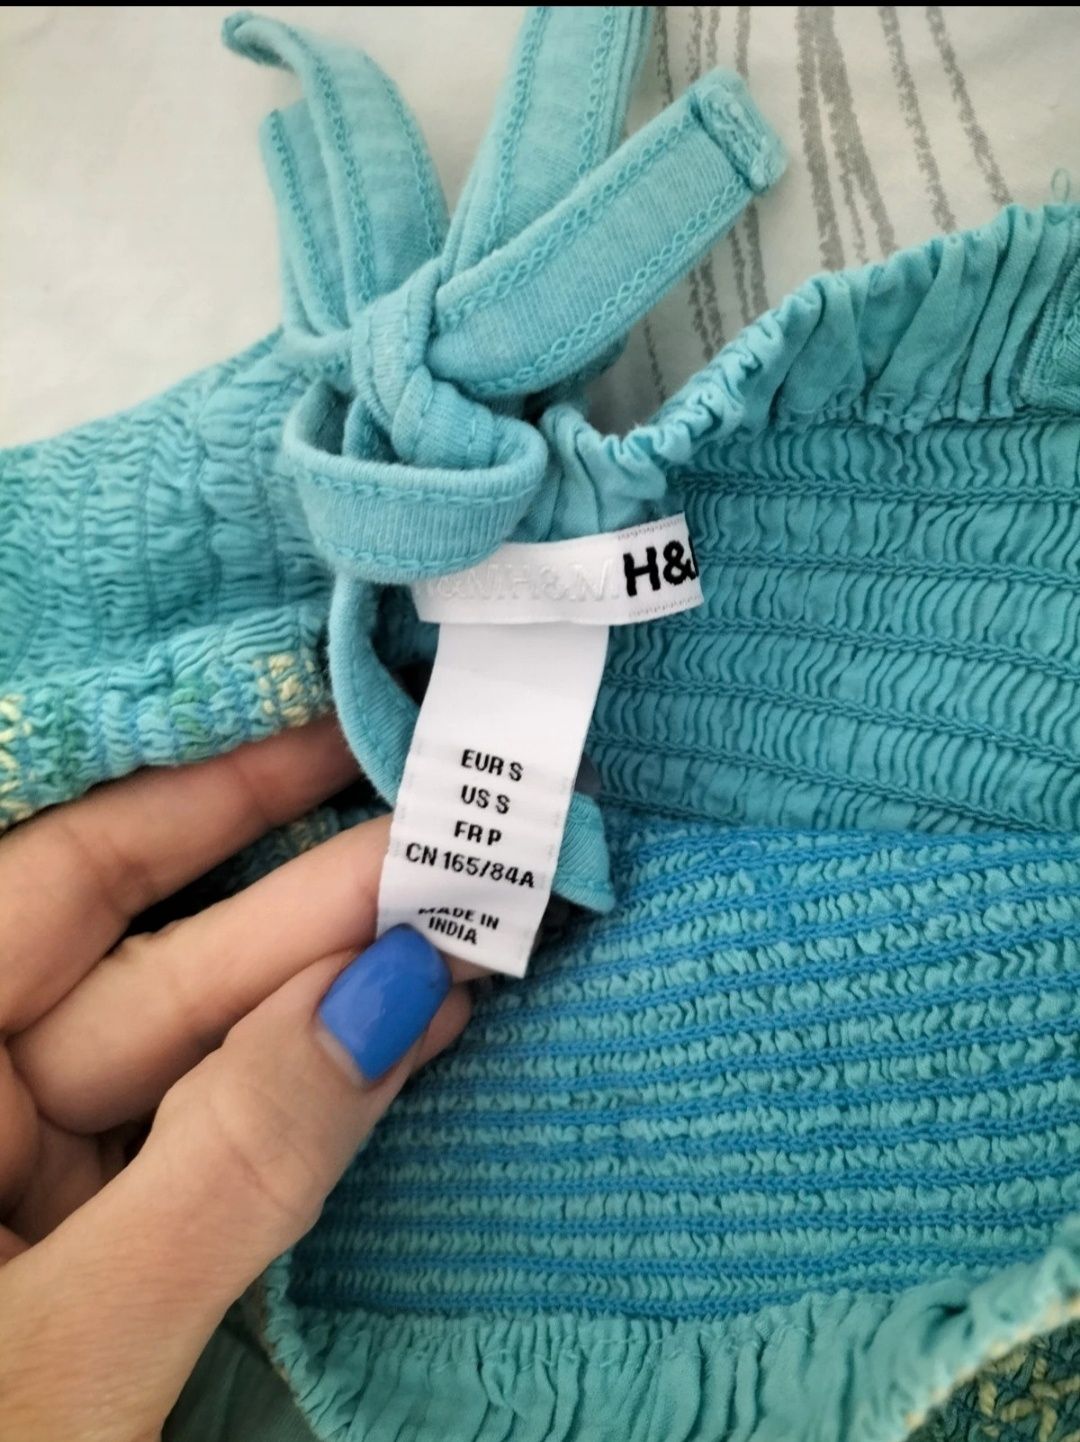 H&M H&M H&
EUR S
US S
FR P
CN 165/84A
MADE IN
INDIA